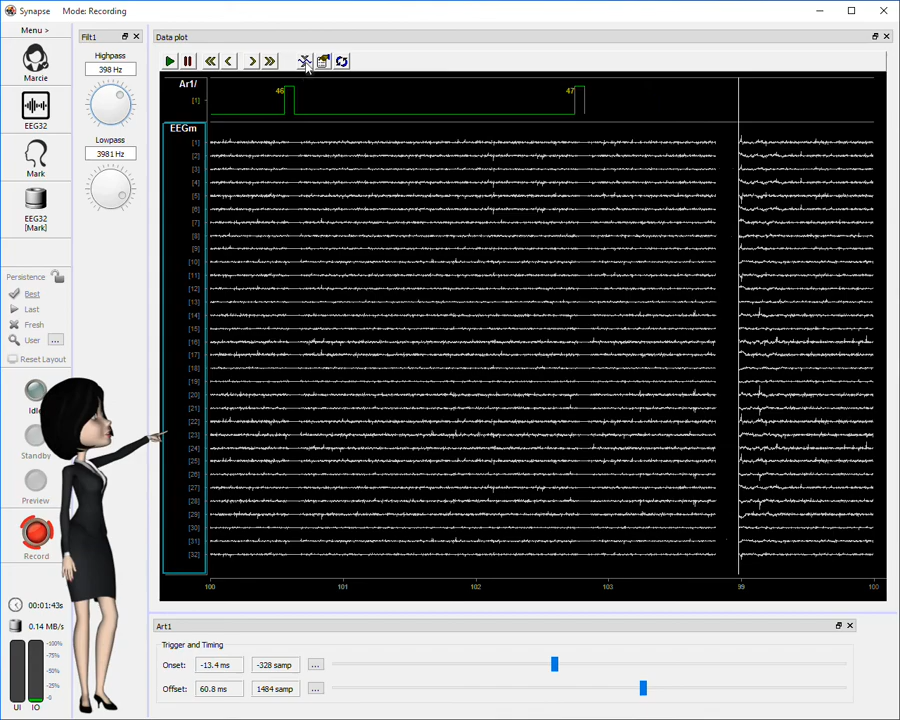 Synapse Mode: Recording
Menu >
Marcie
EEG32
Mark
EEG32
[Mark]
Persistence
Best
Last
Fresh
User ...
Reset Layout
Idle
Standby
Preview
Record
00:01:43s
0.14 MB/s
-100%
-75%
-50%
-25%
-0
UI IO
Filt1
Highpass
398 Hz
Lowpass
3981 Hz
Data plot
Ar1/
[1]
46 47
EEGm
[1]
[2]
[3]
[4]
[5]
[6]
[7]
[8]
[9]
[10]
[11]
[12]
[13]
[14]
[15]
[16]
[17]
[18]
[19]
[20]
[21]
[22]
[23]
[24]
[25]
[26]
[27]
[28]
[29]
[30]
[31]
[32]
100 101 102 103 99 100
Art1
Trigger and Timing
Onset: -13.4 ms -328 samp ...
Offset: 60.8 ms 1484 samp ...